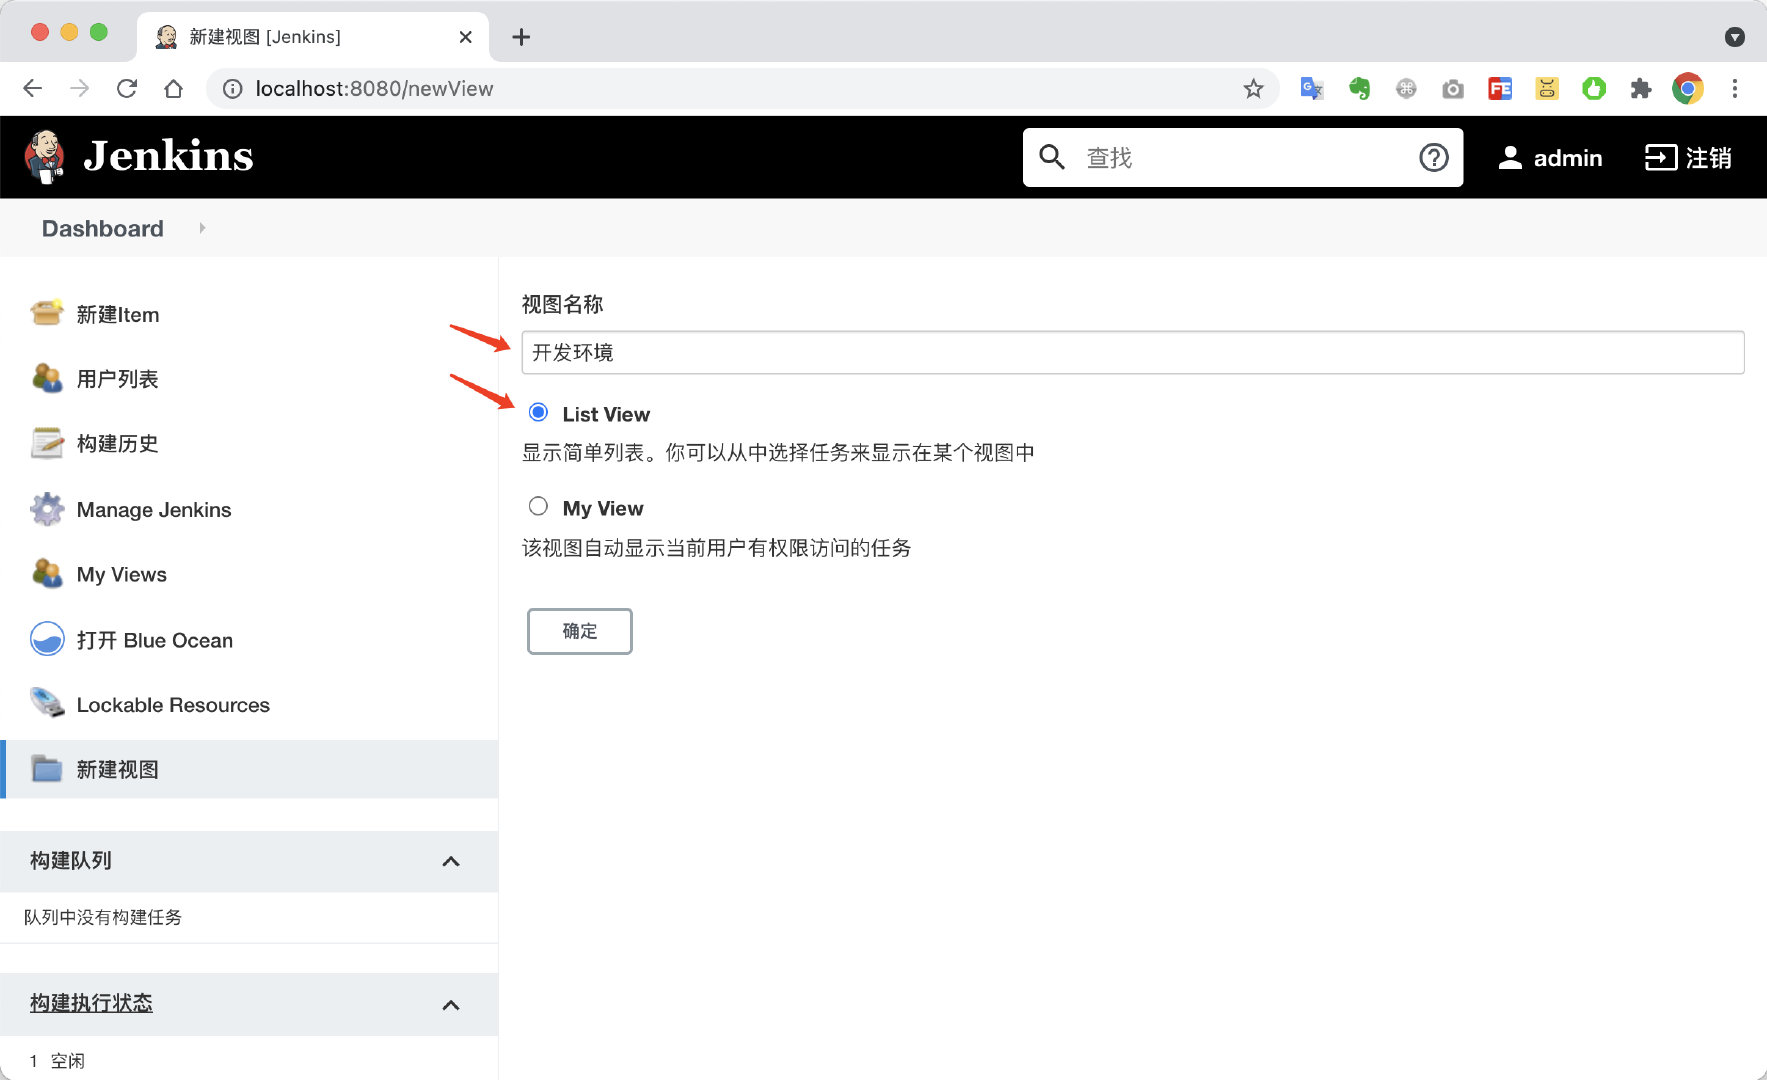 新建视图 [Jenkins]
localhost:8080/newView
Jenkins
查找
admin
注销
Dashboard
新建Item
用户列表
构建历史
Manage Jenkins
My Views
打开 Blue Ocean
Lockable Resources
新建视图
构建队列
队列中没有构建任务
构建执行状态
1 空闲
视图名称
开发环境
List View
显示简单列表。你可以从中选择任务来显示在某个视图中
My View
该视图自动显示当前用户有权限访问的任务
确定